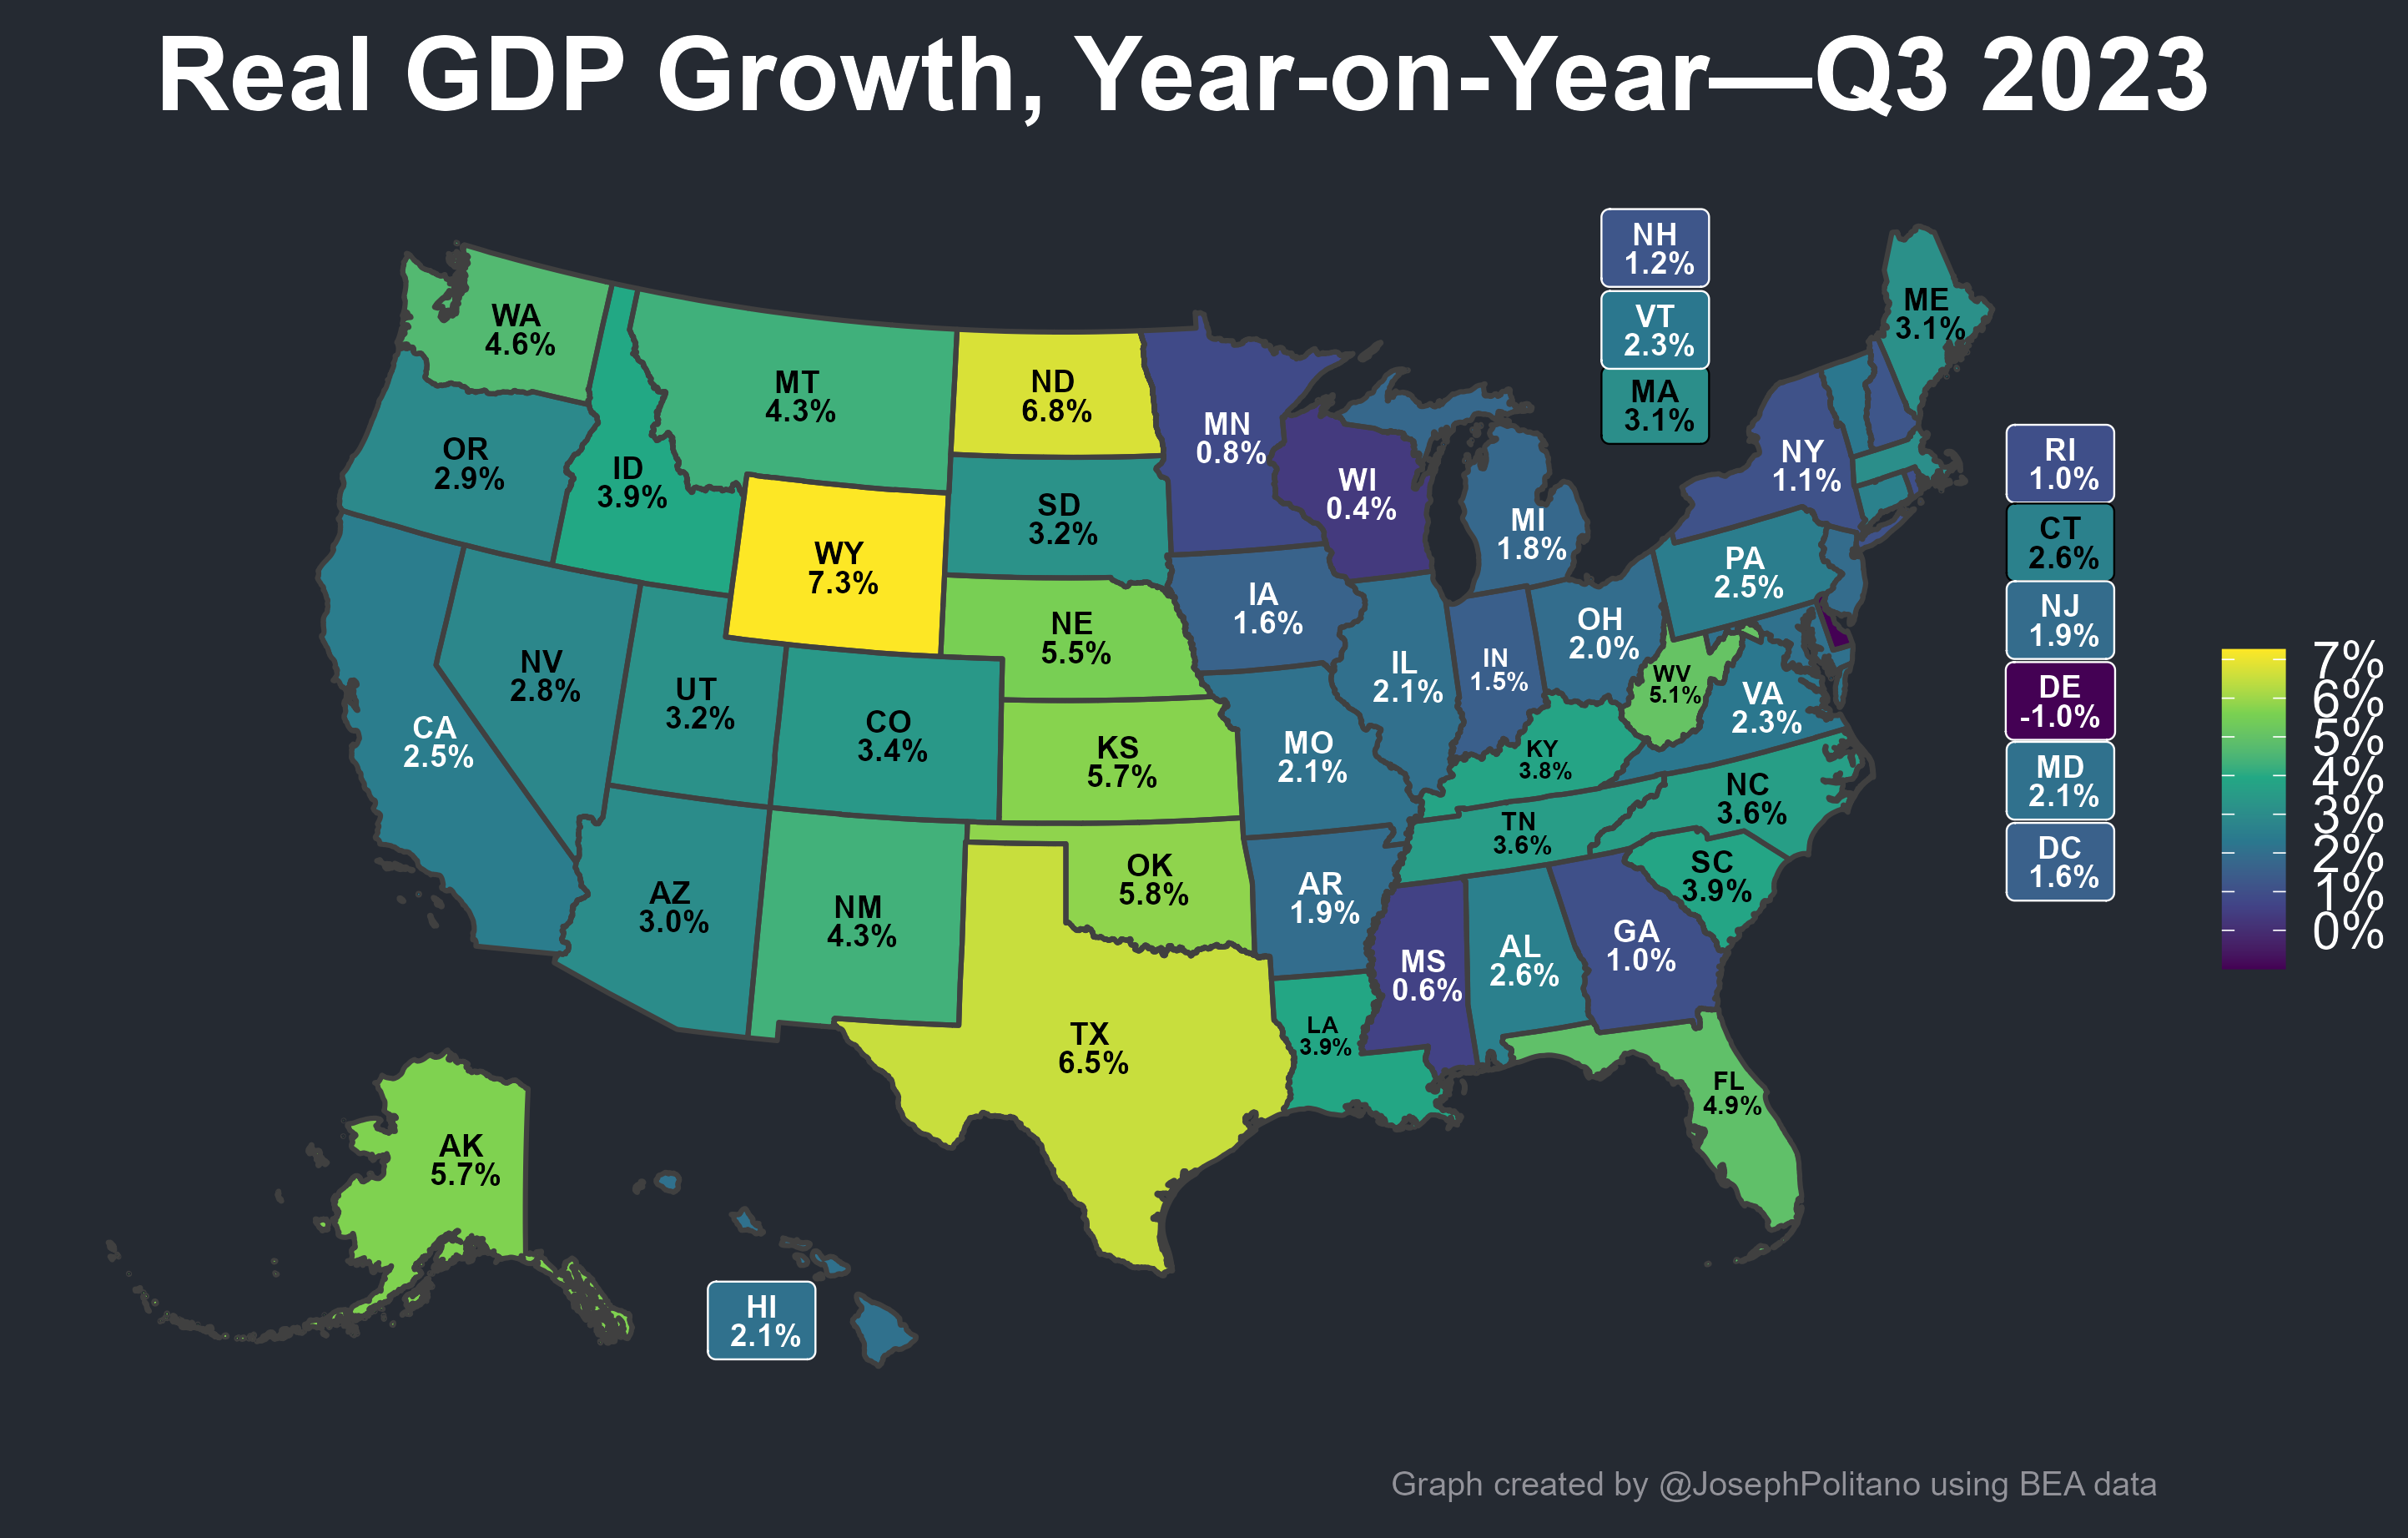 Real GDP Growth, Year-on-Year—Q3 2023
NH
1.2%
VT
2.3%
MA
3.1%
ME
3.1%
WA
4.6%
MT
4.3%
ND
6.8%
MN
0.8%
OR
2.9%
ID
3.9%
WI
0.4%
NY
1.1%
RI
1.0%
SD
3.2%
MI
1.8%
CT
2.6%
WY
7.3%
PA
2.5%
IA
1.6%
NJ
1.9%
NE
5.5%
OH
2.0%
NV
2.8%
UT
3.2%
IL
2.1%
IN
1.5%
WV
5.1%
VA
2.3%
DE
-1.0%
CA
2.5%
CO
3.4%
KS
5.7%
MO
2.1%
KY
3.8%
MD
2.1%
NC
3.6%
TN
3.6%
DC
1.6%
AZ
3.0%
NM
4.3%
OK
5.8%
AR
1.9%
SC
3.9%
MS
0.6%
AL
2.6%
GA
1.0%
TX
6.5%
LA
3.9%
FL
4.9%
AK
5.7%
HI
2.1%
7%
6%
5%
4%
3%
2%
1%
0%
Graph created by @JosephPolitano using BEA data